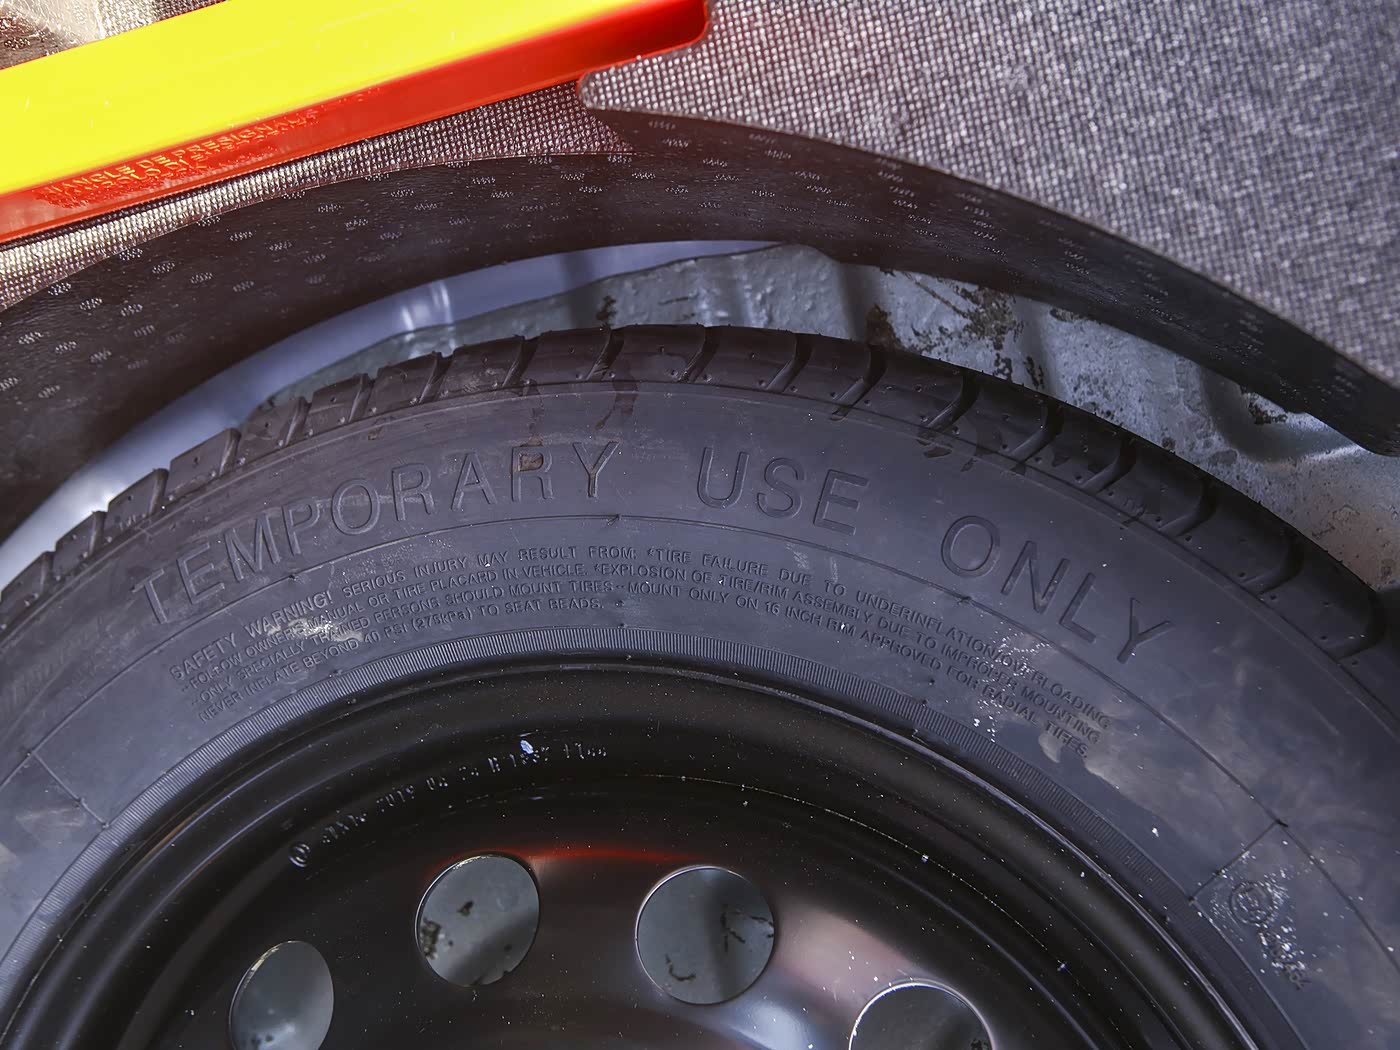 TEMPORARY USE ONLY
SAFETY WARNING! SERIOUS INJURY MAY RESULT FROM: *TIRE FAILURE DUE TO UNDERINFLATION/OVERLOADING
- FOLLOW OWNER'S MANUAL OR TIRE PLACARD IN VEHICLE. *EXPLOSION OF TIRE/RIM ASSEMBLY DUE TO IMPROPER MOUNTING
- ONLY SPECIALLY TRAINED PERSONS SHOULD MOUNT TIRES -- MOUNT ONLY ON 16 INCH RIM APPROVED FOR RADIAL TIRES.
NEVER INFLATE BEYOND 40 PSI (275kPa) TO SEAT BEADS.